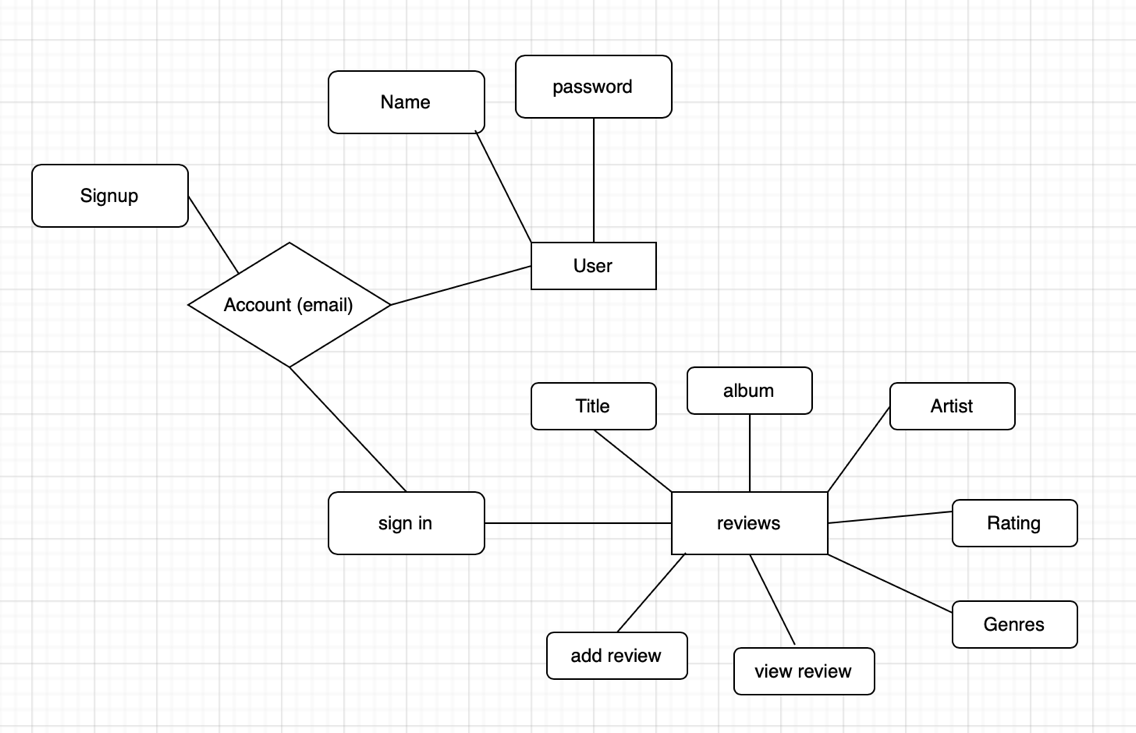 password
Name
Signup
User
Account (email)
album
Title
Artist
sign in
reviews
Rating
Genres
add review
view review